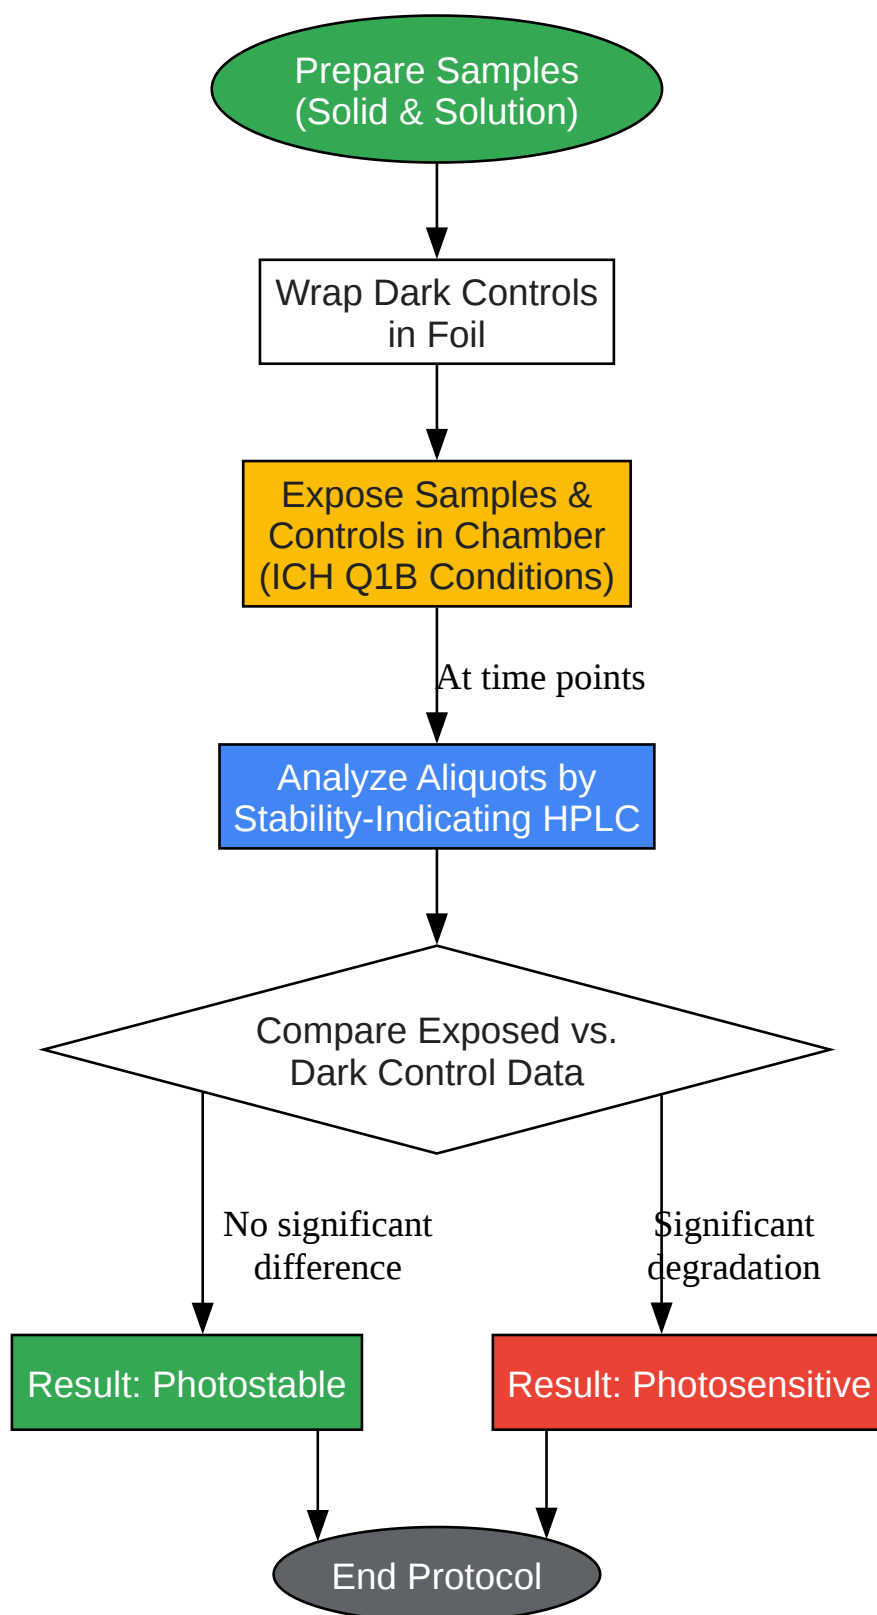 Prepare Samples
(Solid & Solution)
Wrap Dark Controls
in Foil
Expose Samples &
Controls in Chamber
(ICH Q1B Conditions)
At time points
Analyze Aliquots by
Stability-Indicating HPLC
Compare Exposed vs.
Dark Control Data
No significant
difference
Significant
degradation
Result: Photostable
Result: Photosensitive
End Protocol